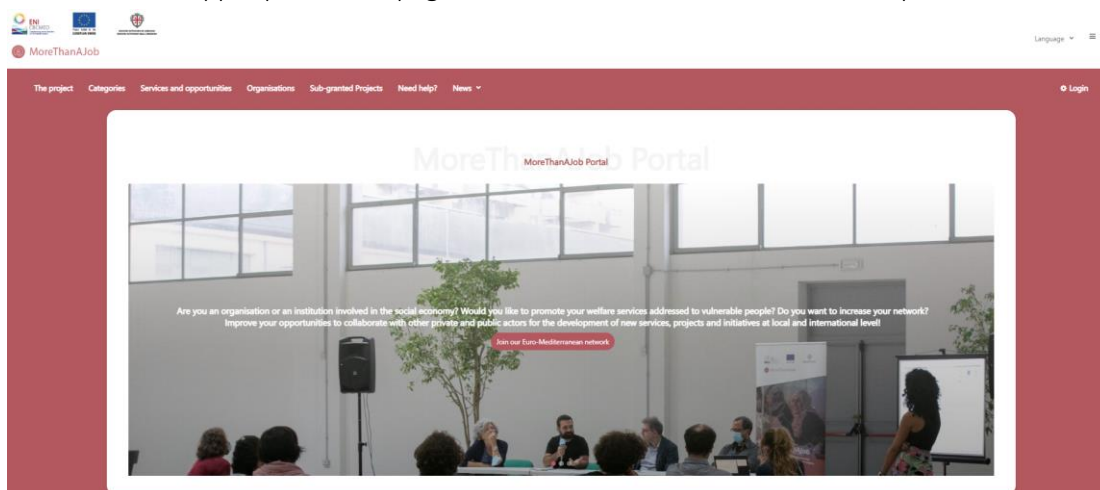 ENI
Language
MoreThanAJob
The project Categories Services and opportunities Organisations Sub-granted Projects Need help? News Login
MoreThanAJob Portal
MoreThanAJob Portal
Are you an organisation or an institution involved in the social economy? Would you like to promote your welfare services addressed to vulnerable people? Do you want to increase your network?
Improve your opportunities to collaborate with other private and public actors for the development of new services, projects and initiatives at local and international level!
Join our Euro-Mediterranean network